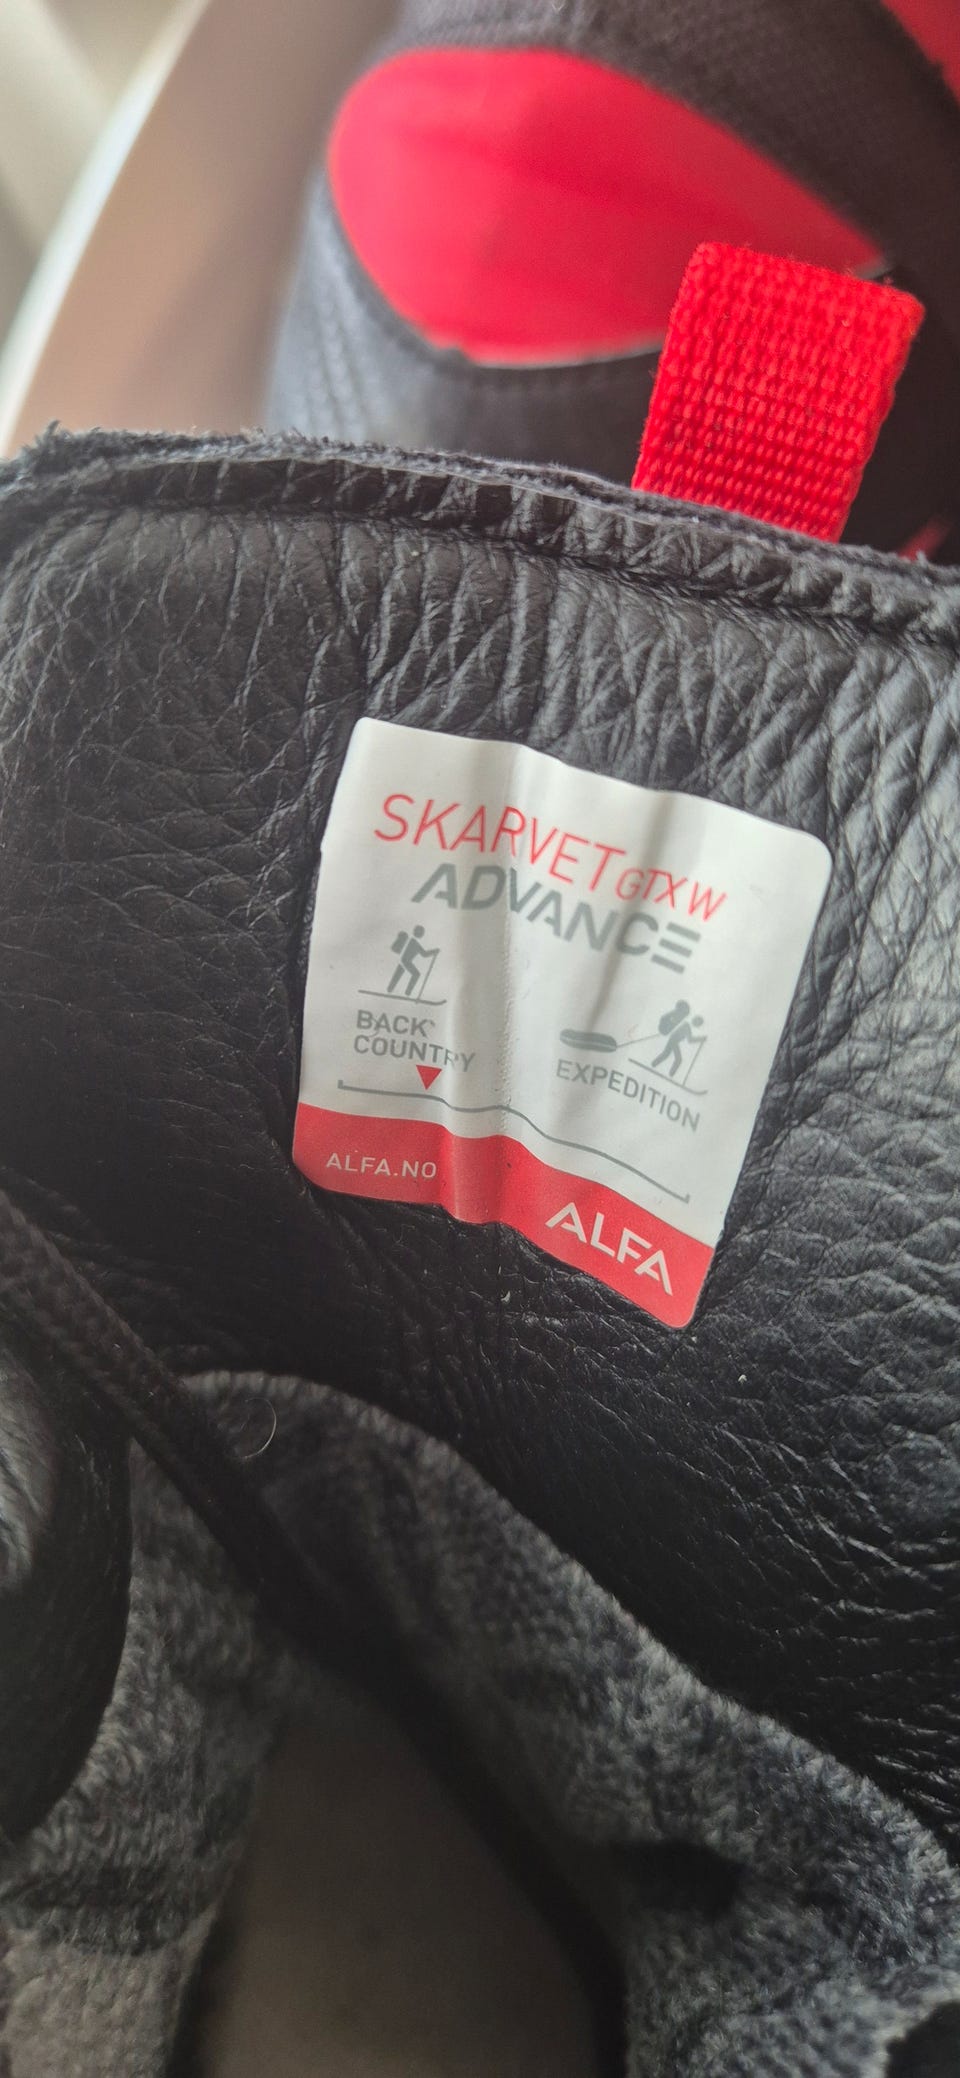 SKARVET GTX W
ADVANCE
BACK
COUNTRY
EXPEDITION
ALFA.NO
ALFA